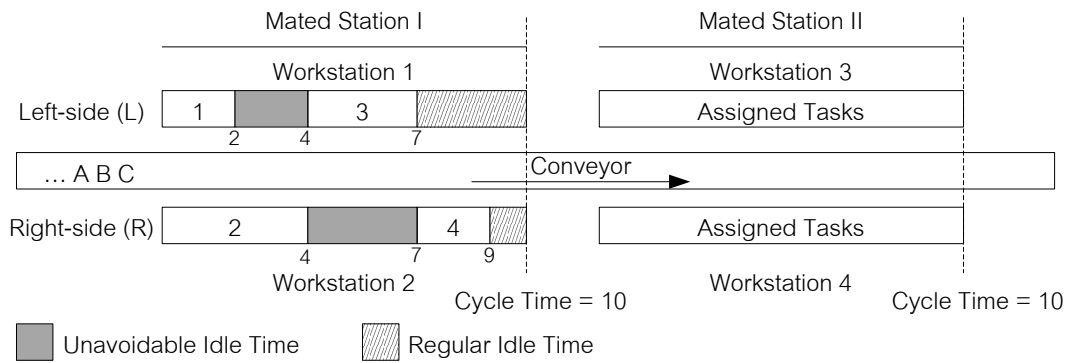 Mated Station I Mated Station II
Workstation 1 Workstation 3
Left-side (L) 1 3 Assigned Tasks
2 4 7
Conveyor
... A B C
Right-side (R) 2 4 Assigned Tasks
4 7 9
Workstation 2 Workstation 4
Cycle Time = 10 Cycle Time = 10
Unavoidable Idle Time Regular Idle Time